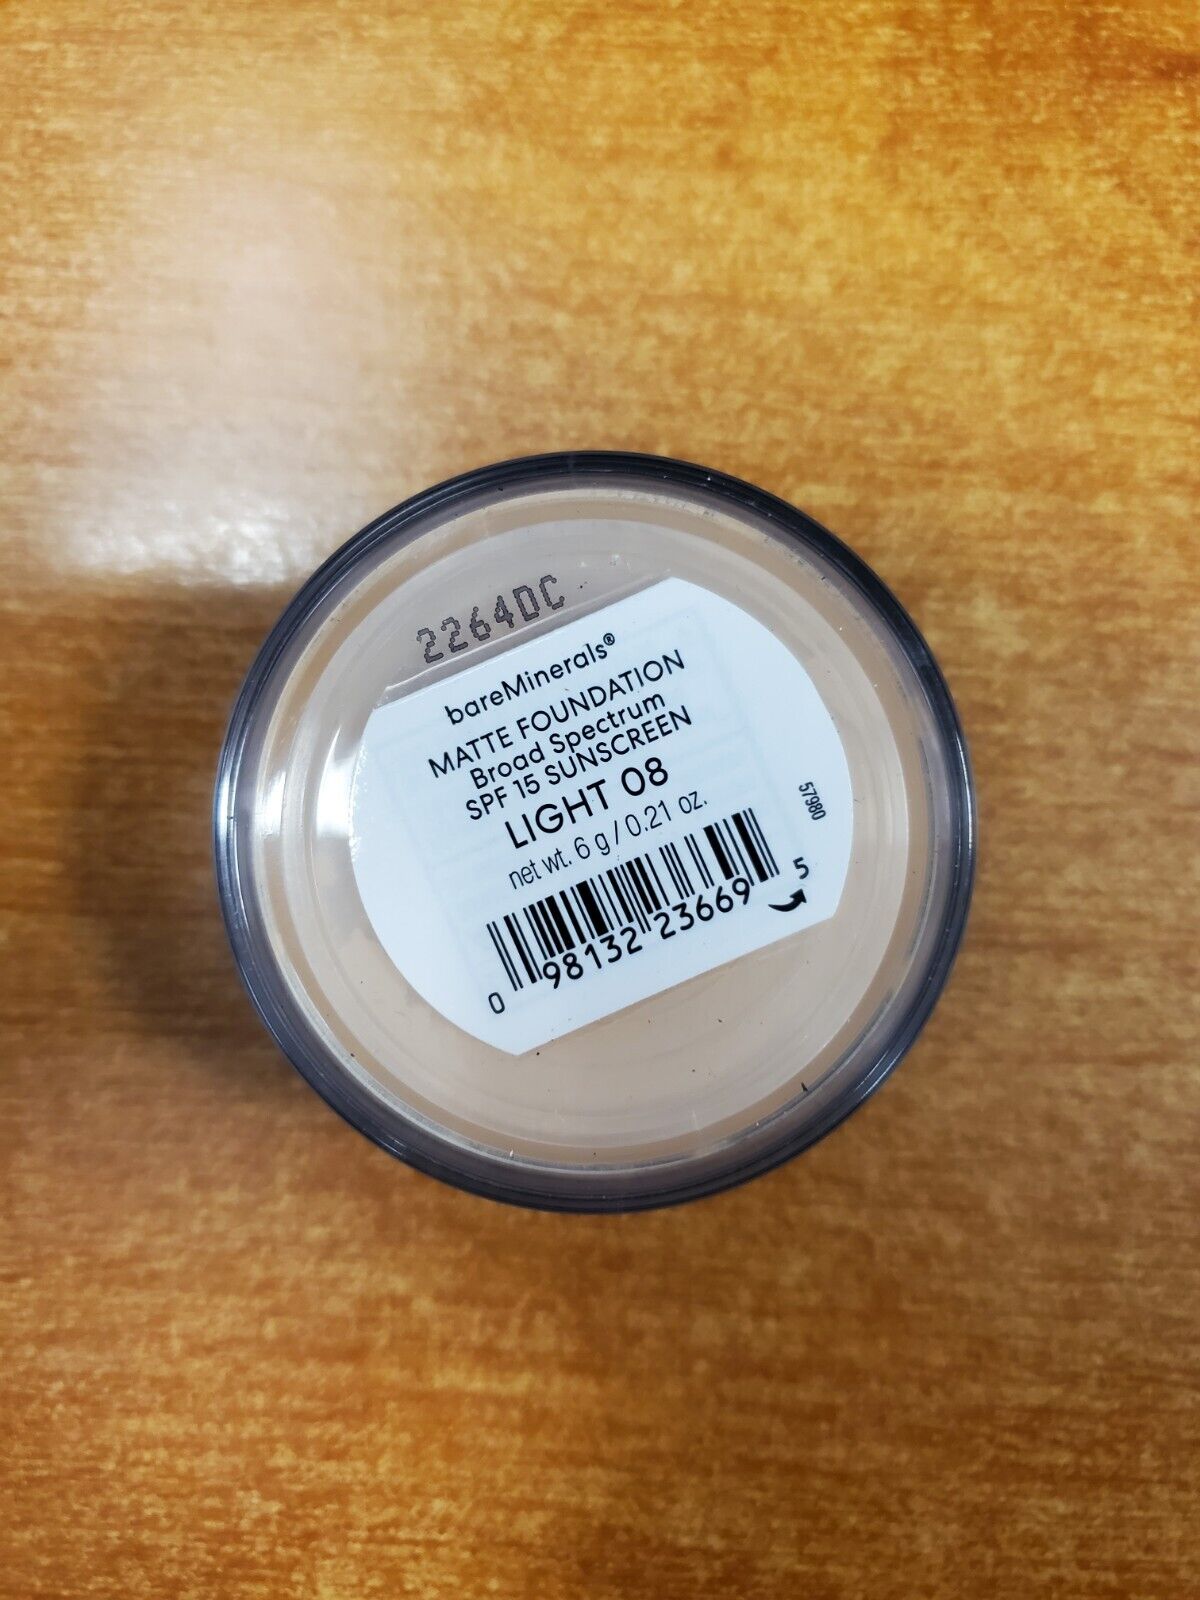 2264DC
bareMinerals®
MATTE FOUNDATION
Broad Spectrum
SPF 15 SUNSCREEN
LIGHT 08
net wt. 6 g / 0.21 oz.
57980
0 98132 23669 5